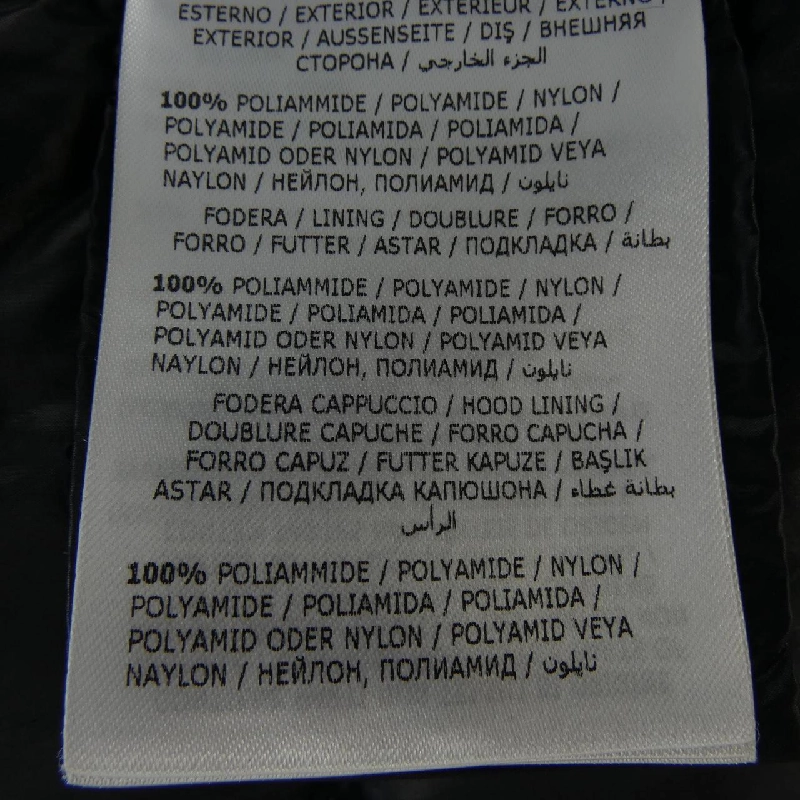 ESTERNO / EXTERIOR / EXTÉRIEUR / EXTERNO /
EXTERIOR / AUSSENSEITE / DIŞ / ВНЕШНЯЯ
СТОРОНА / الجزء الخارجي
100% POLIAMMIDE / POLYAMIDE / NYLON /
POLYAMIDE / POLIAMIDA / POLIAMIDA /
POLYAMID ODER NYLON / POLYAMID VEYA
NAYLON / НЕЙЛОН, ПОЛИАМИД / نايلون
FODERA / LINING / DOUBLURE / FORRO /
FORRO / FUTTER / ASTAR / ПОДКЛАДКА / بطانة
100% POLIAMMIDE / POLYAMIDE / NYLON /
POLYAMIDE / POLIAMIDA / POLIAMIDA /
POLYAMID ODER NYLON / POLYAMID VEYA
NAYLON / НЕЙЛОН, ПОЛИАМИД / نايلون
FODERA CAPPUCCIO / HOOD LINING /
DOUBLURE CAPUCHE / FORRO CAPUCHA /
FORRO CAPUZ / FUTTER KAPUZE / BAŞLIK
ASTAR / ПОДКЛАДКА КАПЮШОНА / بطانة غطاء
الرأس
100% POLIAMMIDE / POLYAMIDE / NYLON /
POLYAMIDE / POLIAMIDA / POLIAMIDA /
POLYAMID ODER NYLON / POLYAMID VEYA
NAYLON / НЕЙЛОН, ПОЛИАМИД / نايلون